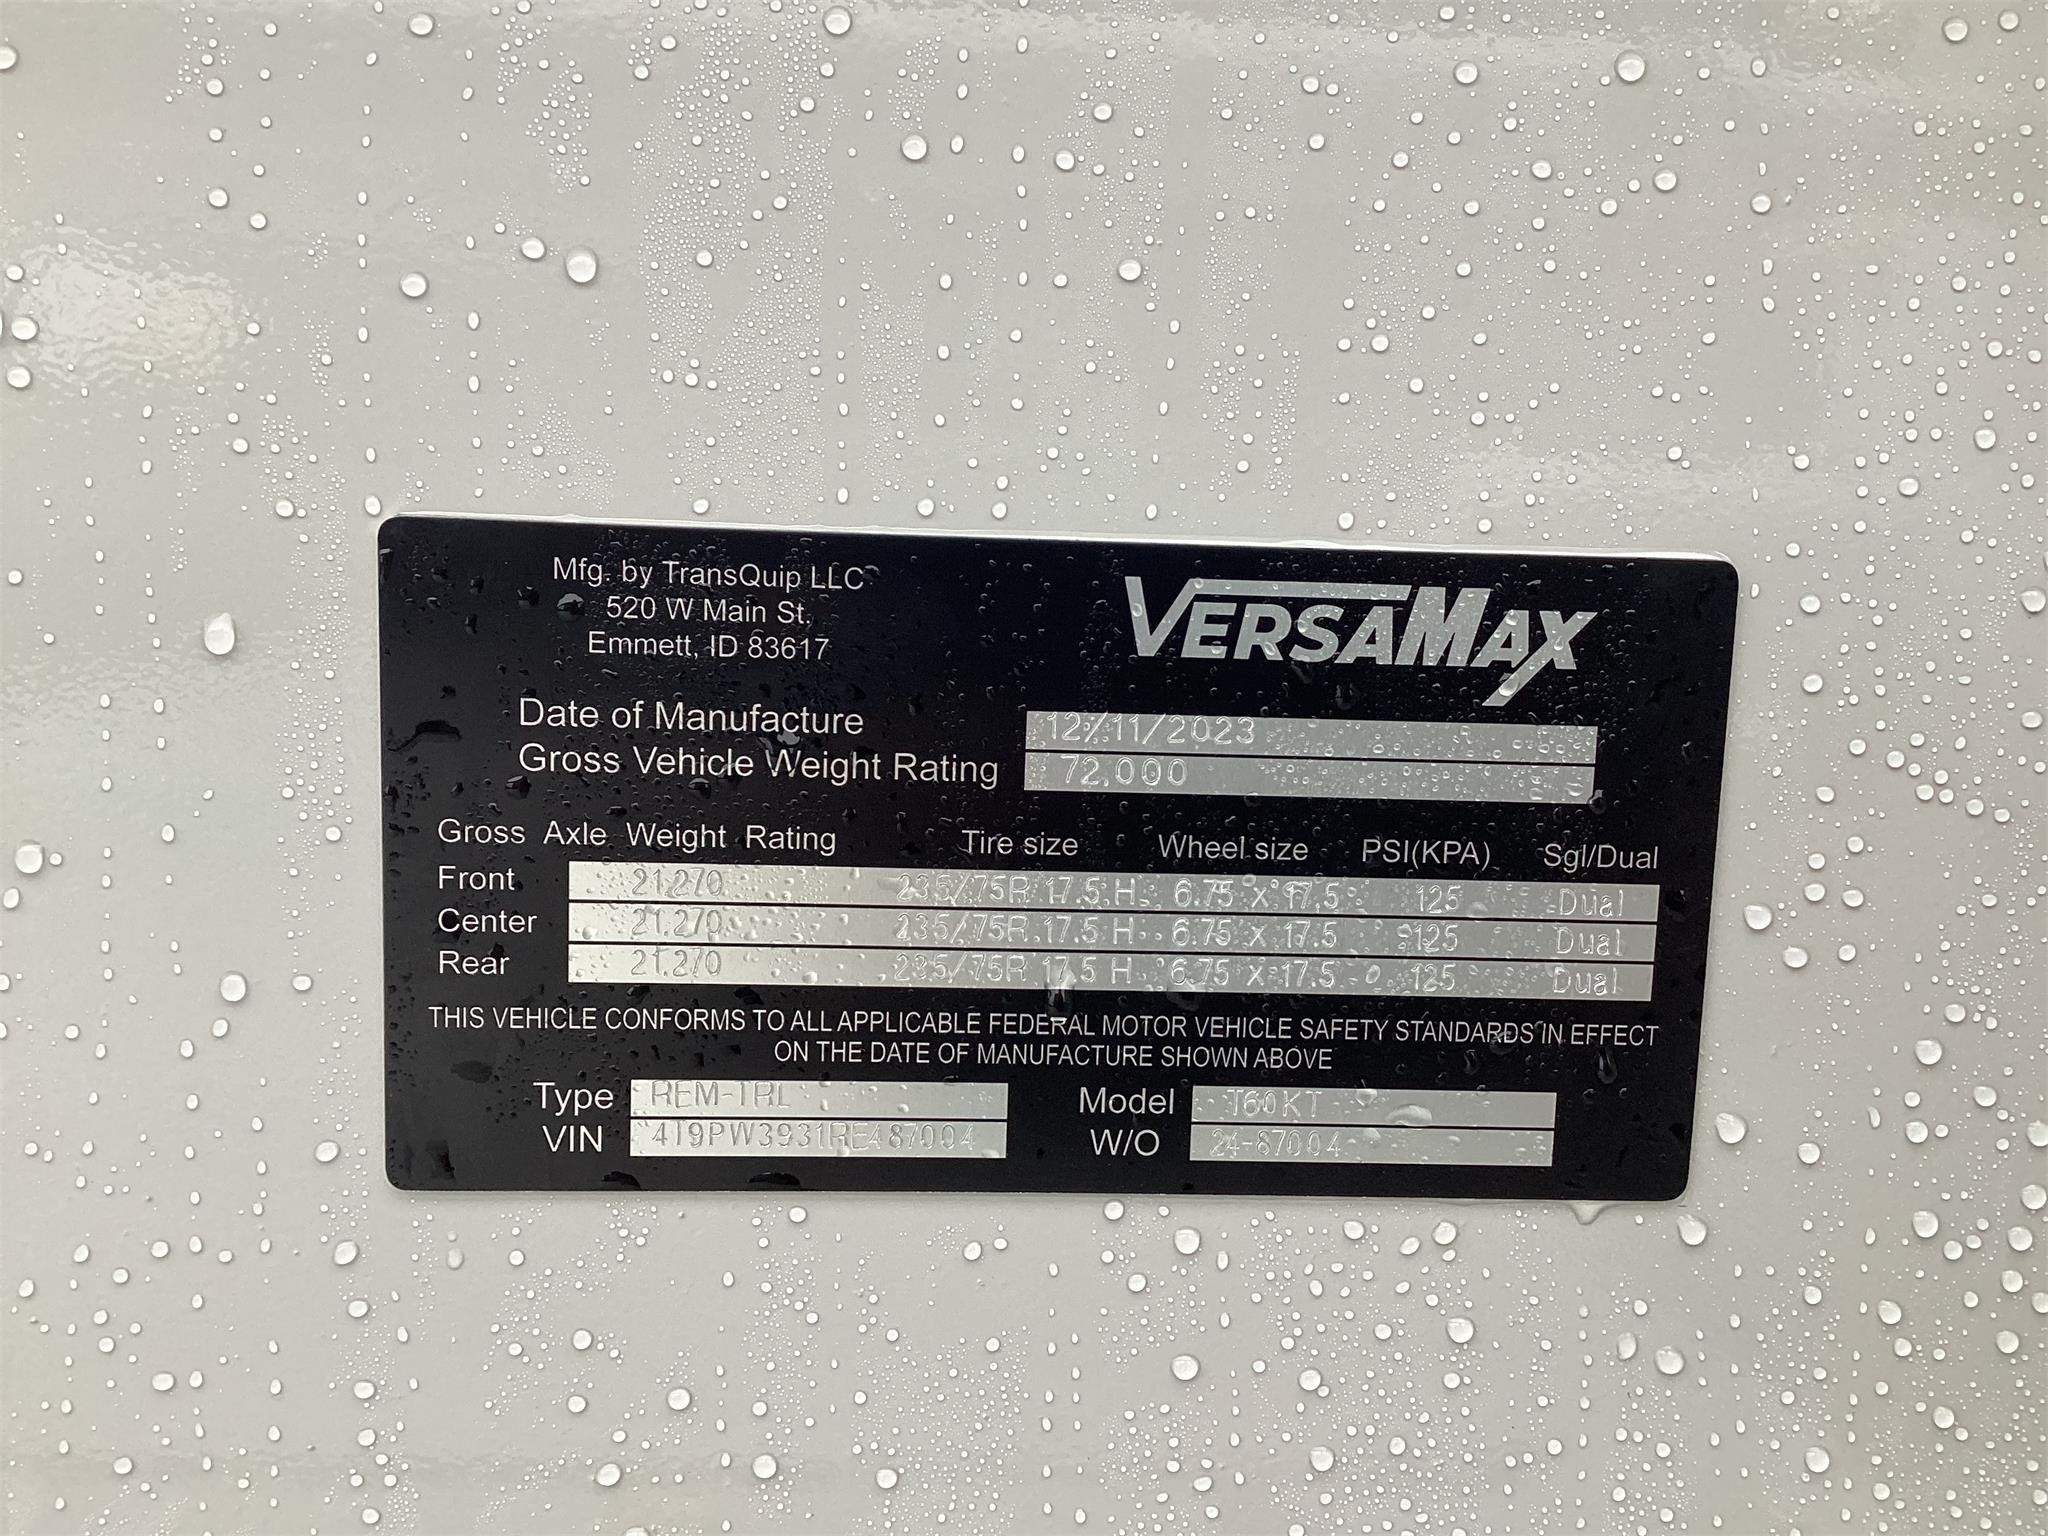 Mfg. by TransQuip LLC
520 W Main St.
Emmett, ID 83617
VERSAMAX
Date of Manufacture 12/11/2023
Gross Vehicle Weight Rating 72,000
Gross Axle Weight Rating Tire size Wheel size PSI(KPA) Sgl/Dual
Front 21,270 235/75R 17.5 H 6.75 x 17.5 125 Dual
Center 21,270 235/75R 17.5 H 6.75 x 17.5 125 Dual
Rear 21,270 235/75R 17.5 H 6.75 x 17.5 125 Dual
THIS VEHICLE CONFORMS TO ALL APPLICABLE FEDERAL MOTOR VEHICLE SAFETY STANDARDS IN EFFECT
ON THE DATE OF MANUFACTURE SHOWN ABOVE
Type REM-TRL Model T60KT
VIN 4T9PW3931RE487004 W/O 24-87004